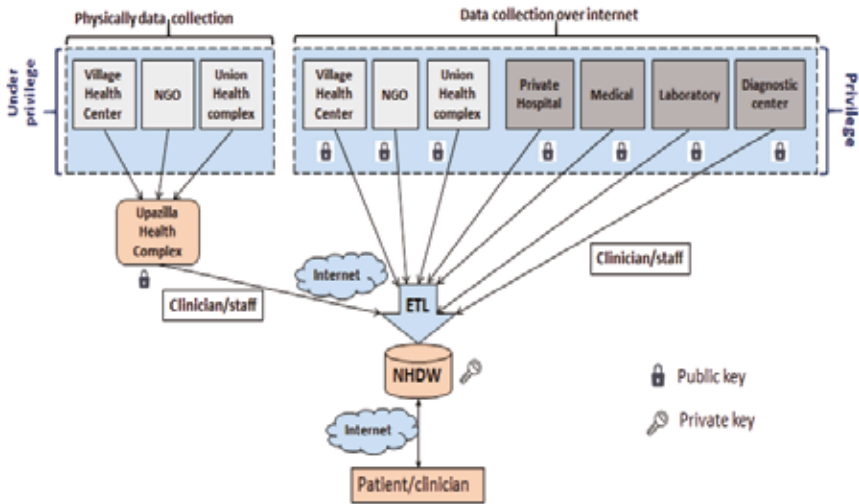 Physically data collection
Data collection over internet
Under
privilege
Village
Health
Center
NGO
Union
Health
complex
Village
Health
Center
NGO
Union
Health
complex
Private
Hospital
Medical
Laboratory
Diagnostic
center
Privilege
Upazilla
Health
Complex
Clinician/staff
Internet
Clinician/staff
ETL
NHDW
Public key
Private key
Internet
Patient/clinician